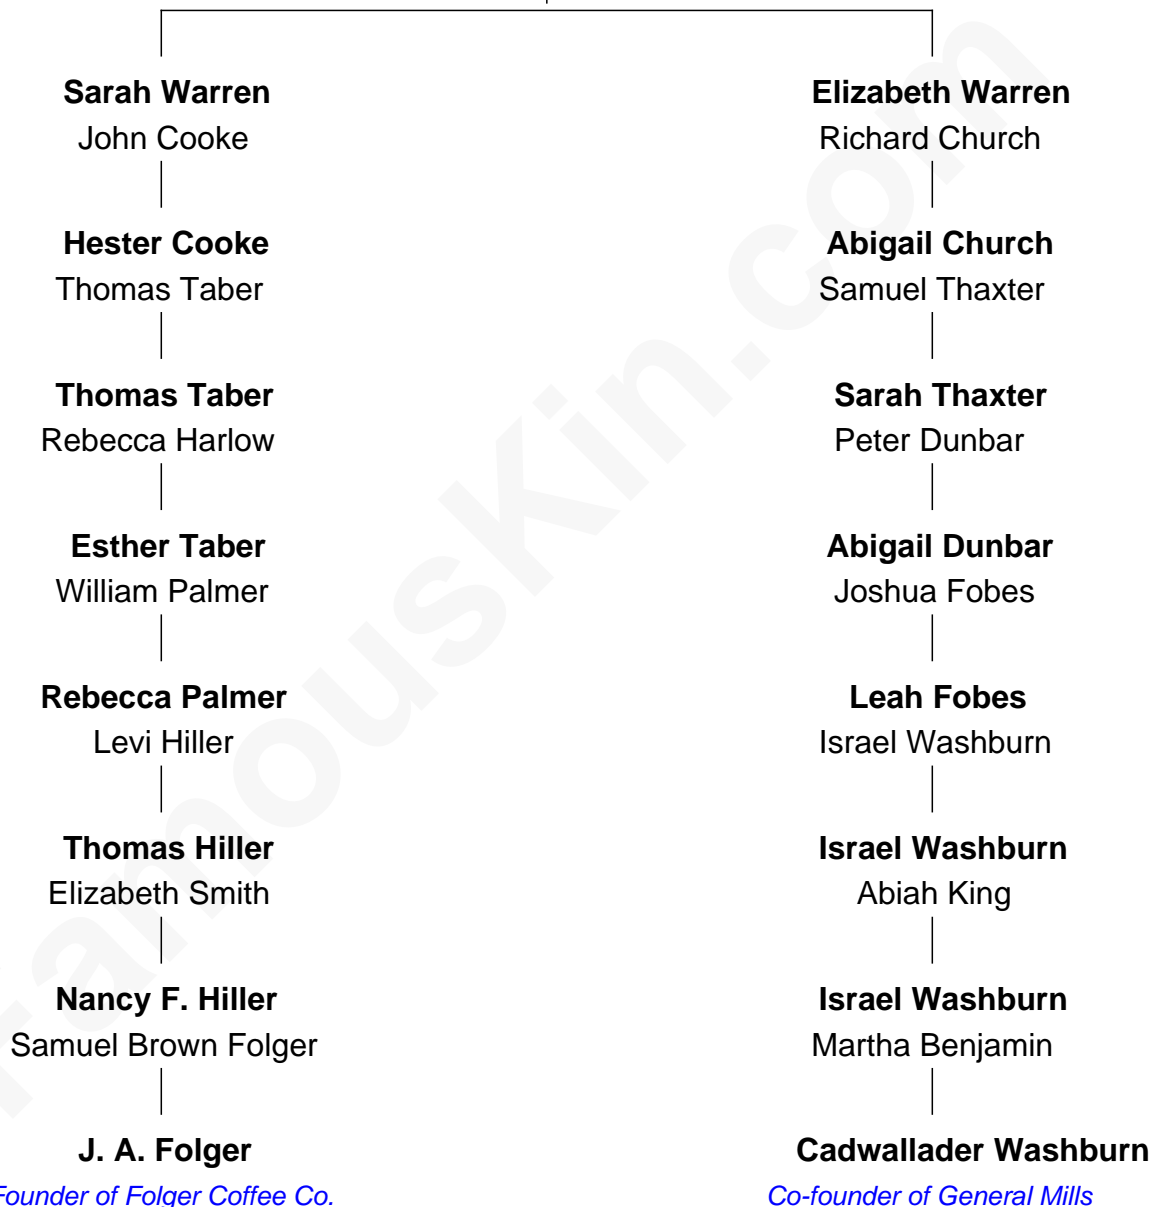 Sarah Warren
John Cooke
Elizabeth Warren
Richard Church
Hester Cooke
Thomas Taber
Abigail Church
Samuel Thaxter
Thomas Taber
Rebecca Harlow
Sarah Thaxter
Peter Dunbar
Esther Taber
William Palmer
Abigail Dunbar
Joshua Fobes
Rebecca Palmer
Levi Hiller
Leah Fobes
Israel Washburn
Thomas Hiller
Elizabeth Smith
Israel Washburn
Abiah King
Nancy F. Hiller
Samuel Brown Folger
Israel Washburn
Martha Benjamin
J. A. Folger
Founder of Folger Coffee Co.
Cadwallader Washburn
Co-founder of General Mills
FamousKin.com